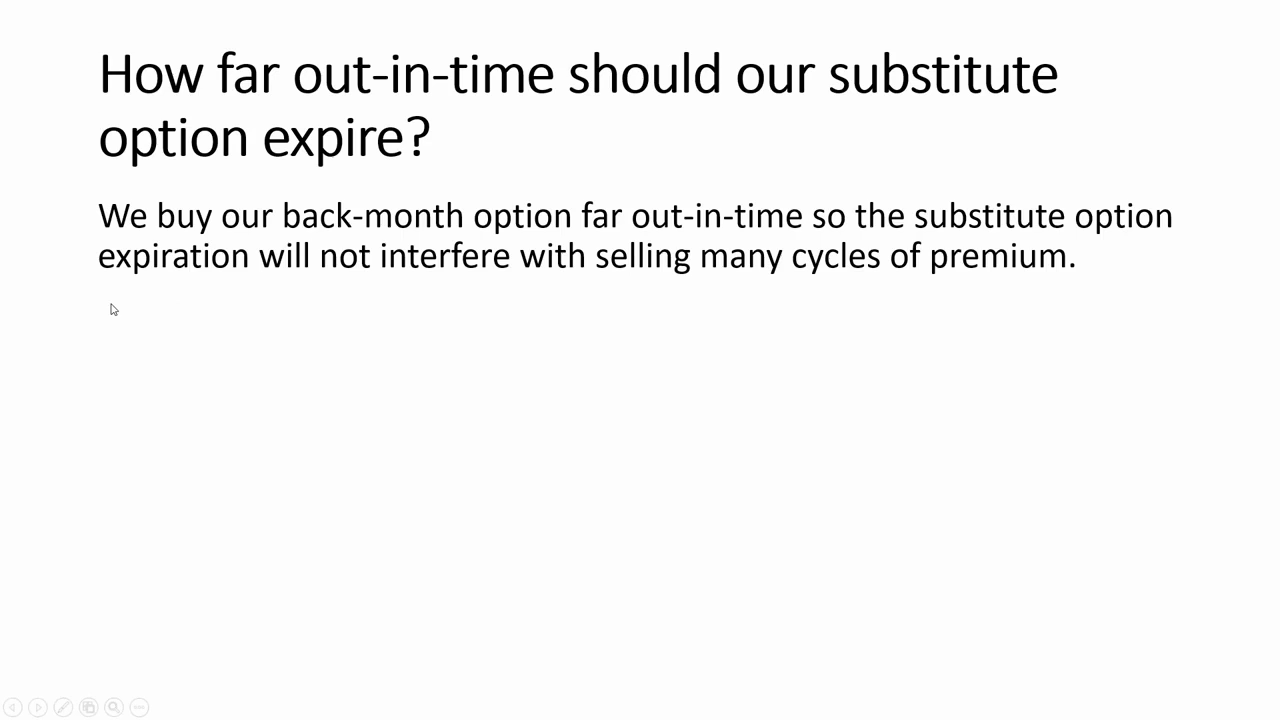 How far out-in-time should our substitute
option expire?
We buy our back-month option far out-in-time so the substitute option
expiration will not interfere with selling many cycles of premium.